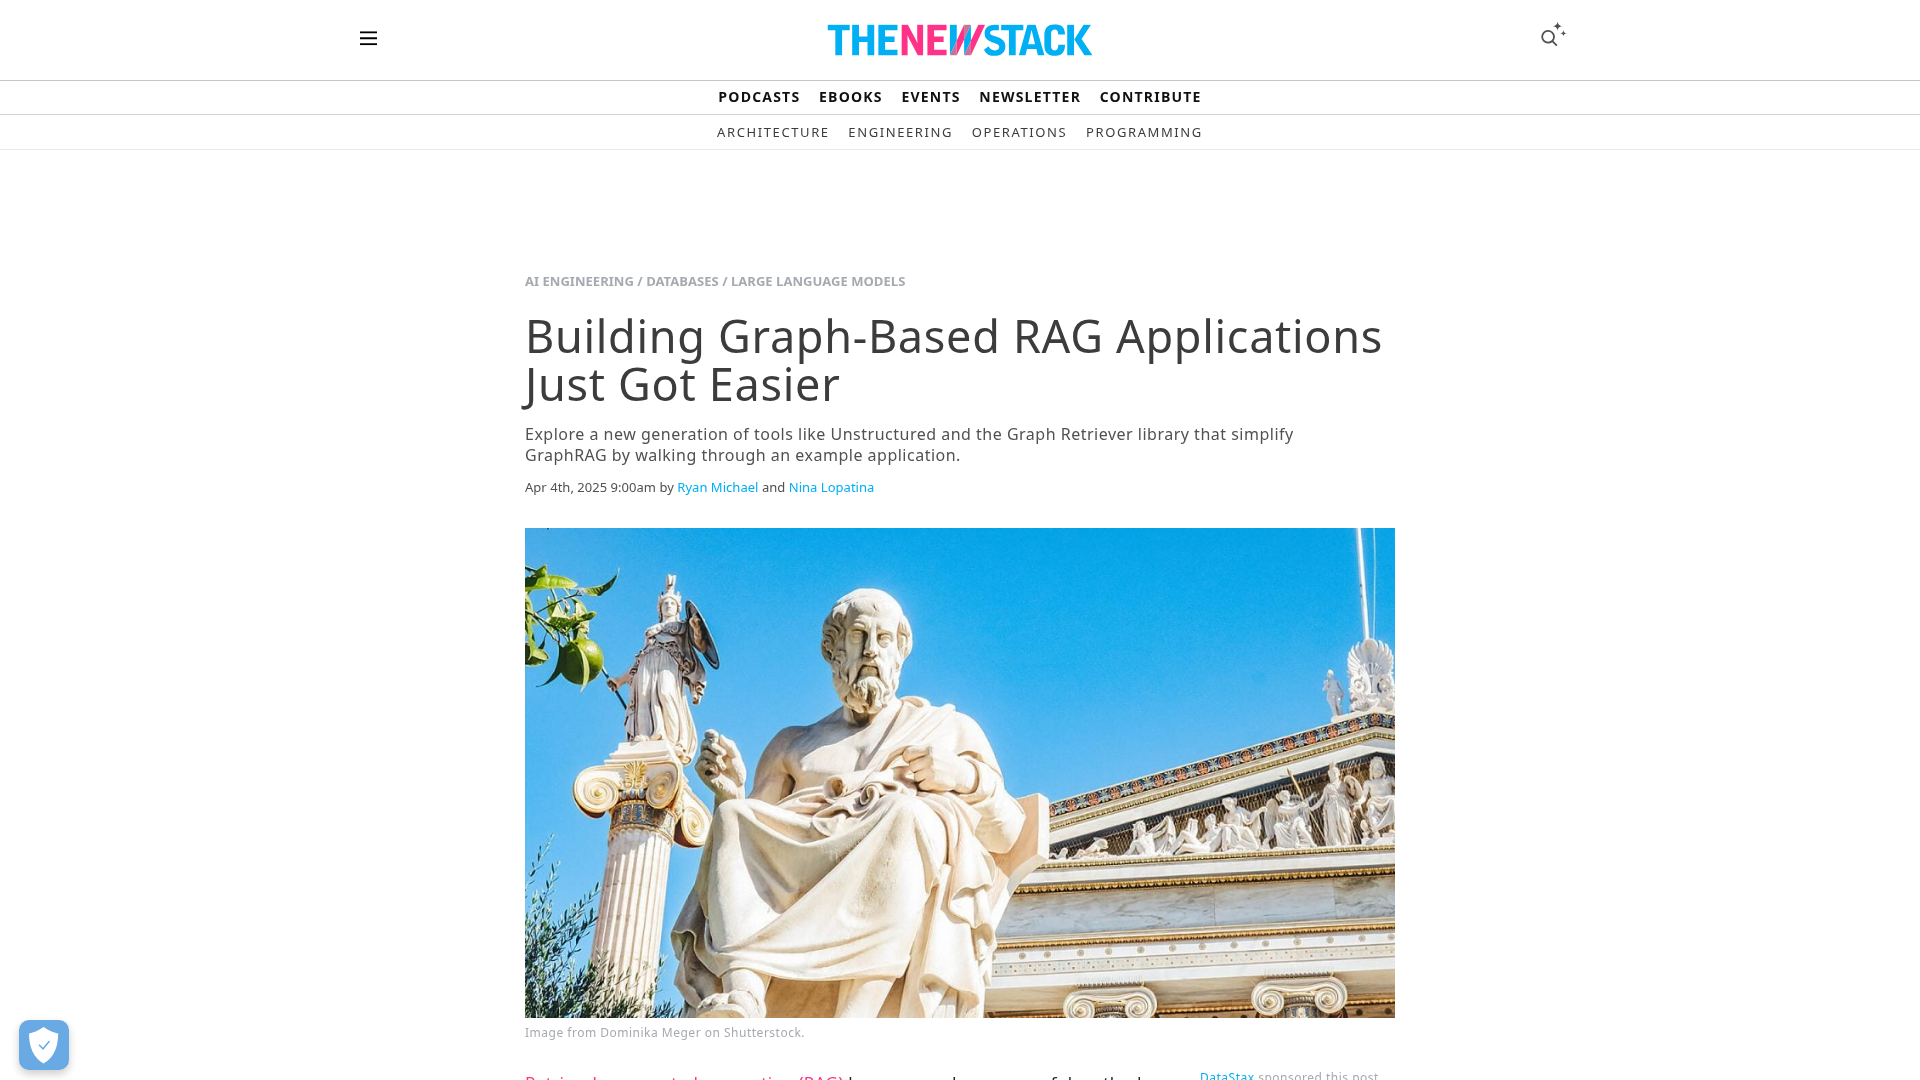 THENEWSTACK
PODCASTS EBOOKS EVENTS NEWSLETTER CONTRIBUTE
ARCHITECTURE ENGINEERING OPERATIONS PROGRAMMING
AI ENGINEERING / DATABASES / LARGE LANGUAGE MODELS
Building Graph-Based RAG Applications
Just Got Easier
Explore a new generation of tools like Unstructured and the Graph Retriever library that simplify
GraphRAG by walking through an example application.
Apr 4th, 2025 9:00am by Ryan Michael and Nina Lopatina
Image from Dominika Meger on Shutterstock.
DataStax sponsored this post.